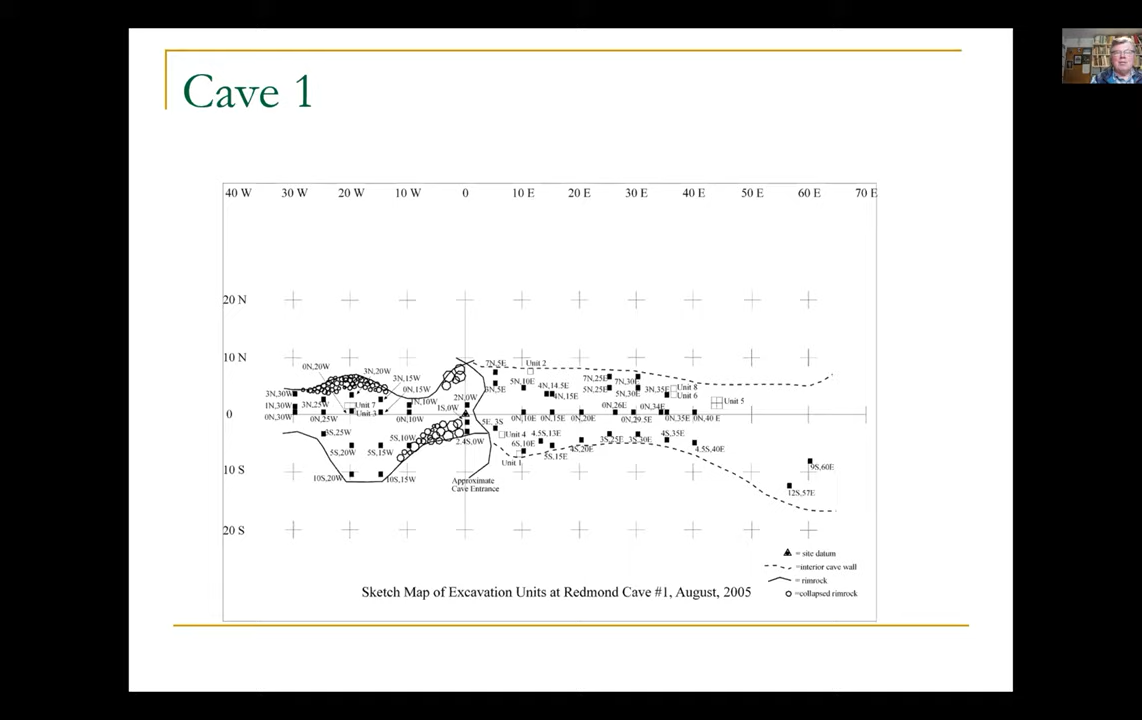 Cave 1
40 W 30 W 20 W 10 W 0 10 E 20 E 30 E 40 E 50 E 60 E 70 E
20 N
10 N
7N,5E Unit 2
0N,20W 3N,20W
3N,15W 5N,10E 4N,14.5E 7N,25E 7N,30E
3N,30W 0N,15W 3N,5E 4N,15E 5N,25E 5N,30E 3N,35E Unit 8
Unit 6
1N,30W 3N,25W Unit 7 1N,10W 2N,0W 0N,26E 0N,34E Unit 5
0 Unit 3 1S,0W
0N,30W 0N,25W 0N,10W 0N,10E 0N,15E 0N,20E 0N,29.5E 0N,35E 0N,40 E
5E, 3S
3S,25W 5S,10W 2.4S,0W Unit 4 4.5S,13E 3S,25E 3S,30E 4S,35E
5S,20W 5S,15W 6S,10E 5S,15E 4S,20E 4.5S,40E
Unit 1
10 S 9S,60E
10S,20W 10S,15W Approximate
Cave Entrance
12S,57E
20 S
= site datum
=interior cave wall
= rimrock
=collapsed rimrock
Sketch Map of Excavation Units at Redmond Cave #1, August, 2005